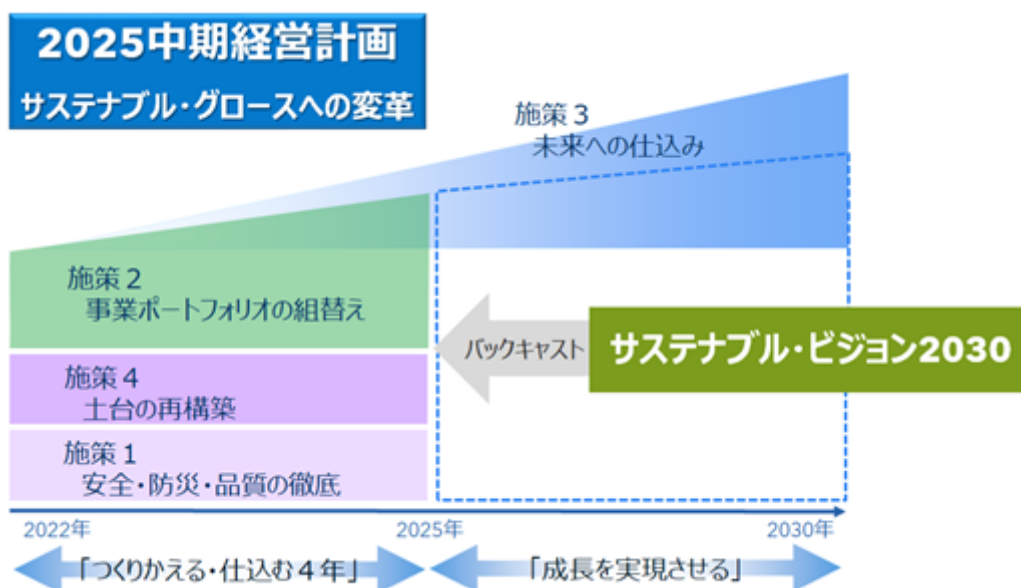 2025中期経営計画
サステナブル・グロースへの変革
施策３
未来への仕込み
施策２
事業ポートフォリオの組替え
バックキャスト
サステナブル・ビジョン2030
施策４
土台の再構築
施策１
安全・防災・品質の徹底
2022年
2025年
2030年
「つくりかえる・仕込む４年」
「成長を実現させる」